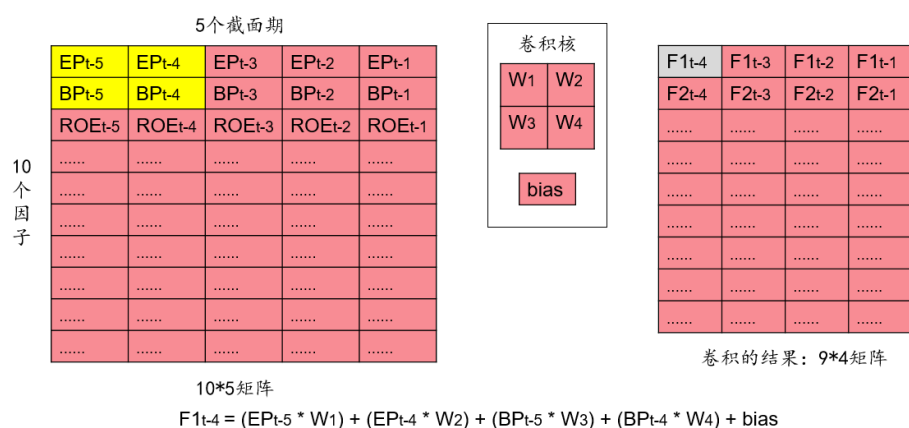 5个截面期
EPt-5 EPt-4 EPt-3 EPt-2 EPt-1
BPt-5 BPt-4 BPt-3 BPt-2 BPt-1
ROEt-5 ROEt-4 ROEt-3 ROEt-2 ROEt-1
...... ...... ...... ...... ......
...... ...... ...... ...... ......
...... ...... ...... ...... ......
...... ...... ...... ...... ......
...... ...... ...... ...... ......
...... ...... ...... ...... ......
...... ...... ...... ...... ......
10
个
因
子
10*5矩阵
卷积核
W1 W2
W3 W4
bias
F1t-4 F1t-3 F1t-2 F1t-1
F2t-4 F2t-3 F2t-2 F2t-1
...... ...... ...... ......
...... ...... ...... ......
...... ...... ...... ......
...... ...... ...... ......
...... ...... ...... ......
...... ...... ...... ......
...... ...... ...... ......
卷积的结果：9*4矩阵
F1t-4 = (EPt-5 * W1) + (EPt-4 * W2) + (BPt-5 * W3) + (BPt-4 * W4) + bias